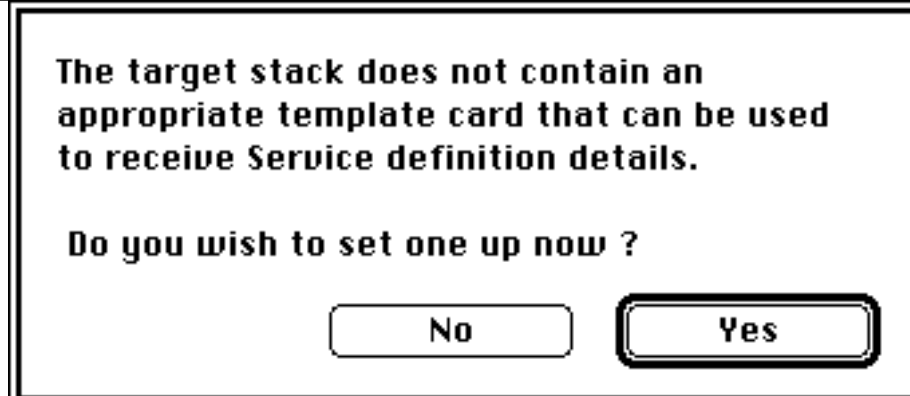 The target stack does not contain an
appropriate template card that can be used
to receive Service definition details.
Do you wish to set one up now ?
No Yes